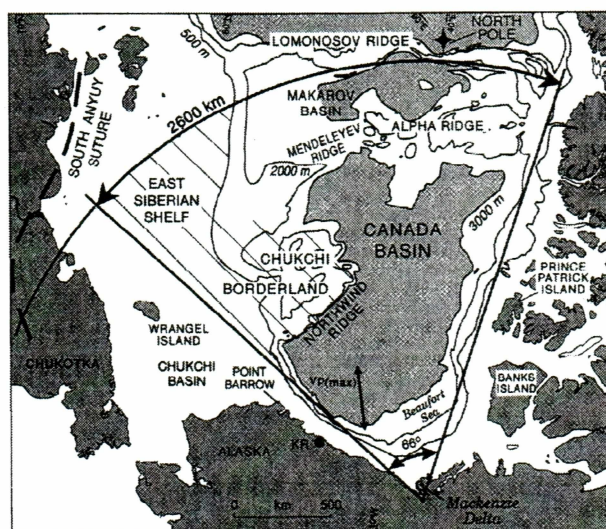 500 m
LOMONOSOV RIDGE
NORTH
POLE
MAKAROV
BASIN
2600 km
SOUTH ANYUY
SUTURE
MENDELEYEV
RIDGE
ALPHA RIDGE
2000 m
EAST
SIBERIAN
SHELF
CANADA
BASIN
3000 m
CHUKCHI
BORDERLAND
NORTHWIND
RIDGE
PRINCE
PATRICK
ISLAND
WRANGEL
ISLAND
CHUKOTKA
CHUKCHI
BASIN
POINT
BARROW
VP(max)
BANKS
ISLAND
Beaufort
Sea
66°
ALASKA
KR
0 km 500
Mackenzie
Delta